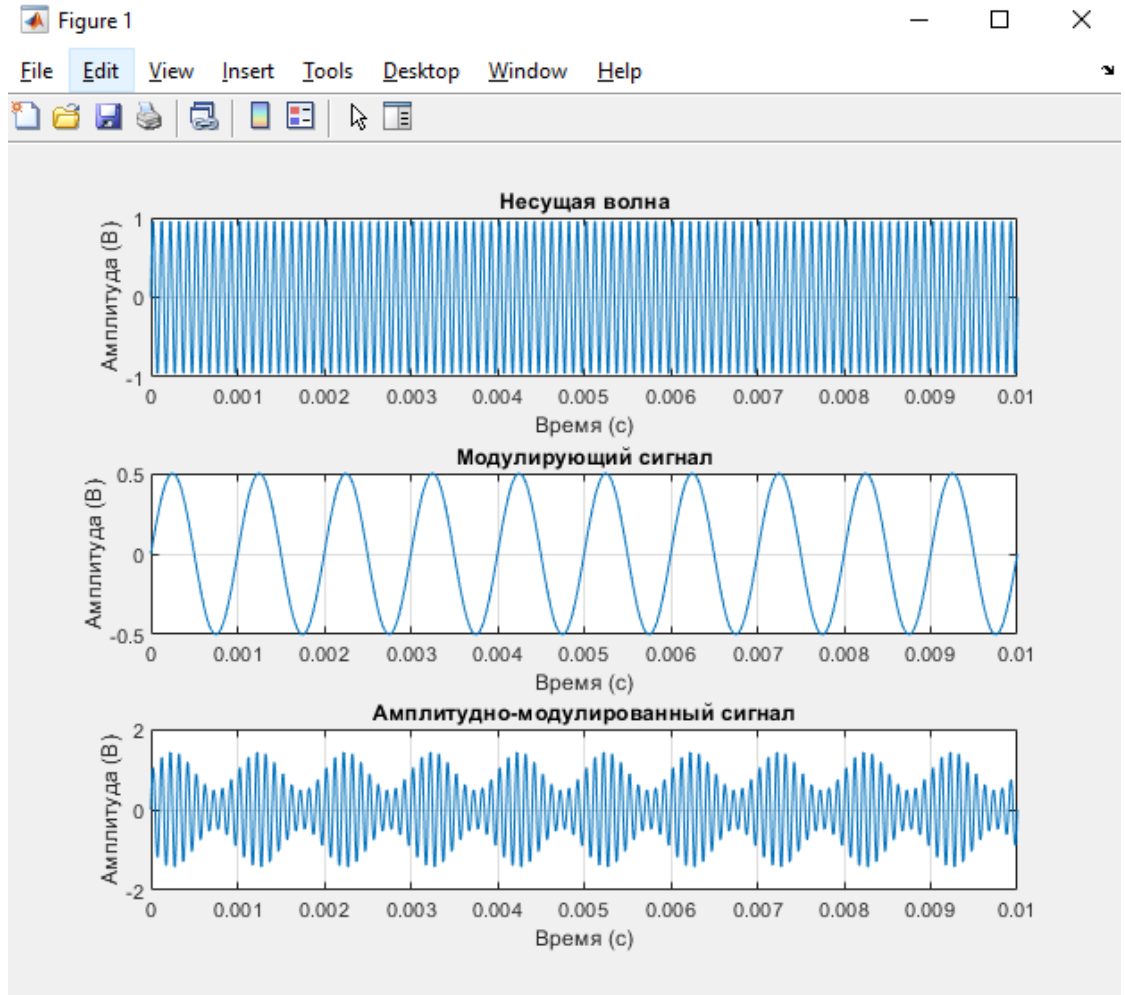 Figure 1
File Edit View Insert Tools Desktop Window Help
Несущая волна
Амплитуда (В)
1
0
-1
0 0.001 0.002 0.003 0.004 0.005 0.006 0.007 0.008 0.009 0.01
Время (с)
Модулирующий сигнал
Амплитуда (В)
0.5
0
-0.5
0 0.001 0.002 0.003 0.004 0.005 0.006 0.007 0.008 0.009 0.01
Время (с)
Амплитудно-модулированный сигнал
Амплитуда (В)
2
0
-2
0 0.001 0.002 0.003 0.004 0.005 0.006 0.007 0.008 0.009 0.01
Время (с)